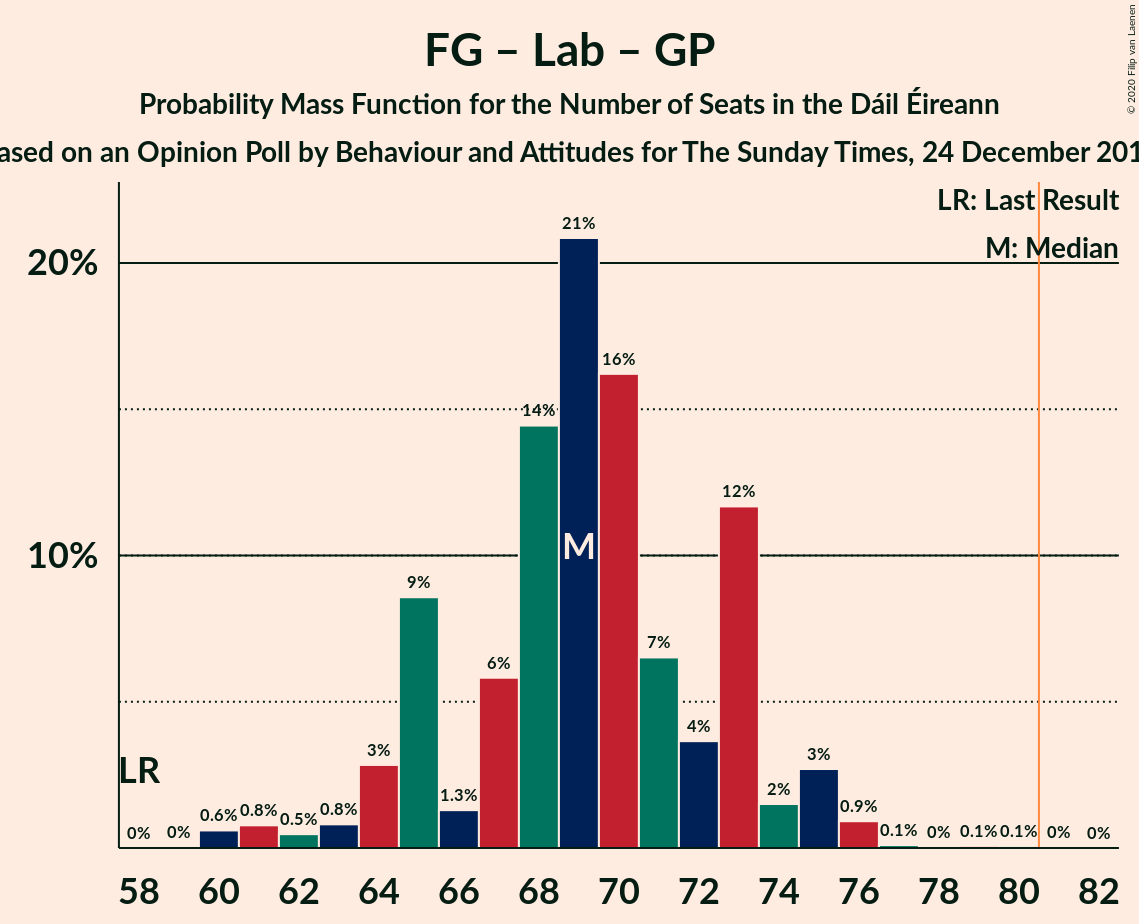 FG – Lab – GP
Probability Mass Function for the Number of Seats in the Dáil Éireann
ased on an Opinion Poll by Behaviour and Attitudes for The Sunday Times, 24 December 201
© 2020 Filip van Laenen
LR: Last Result
M: Median
20%
10%
21%
16%
14%
12%
9%
7%
6%
4%
3%
3%
2%
1.3%
0.9%
0.8%
0.8%
0.6%
0.5%
0% 0%
0.1% 0% 0.1% 0.1% 0% 0%
M
LR
58 60 62 64 66 68 70 72 74 76 78 80 82